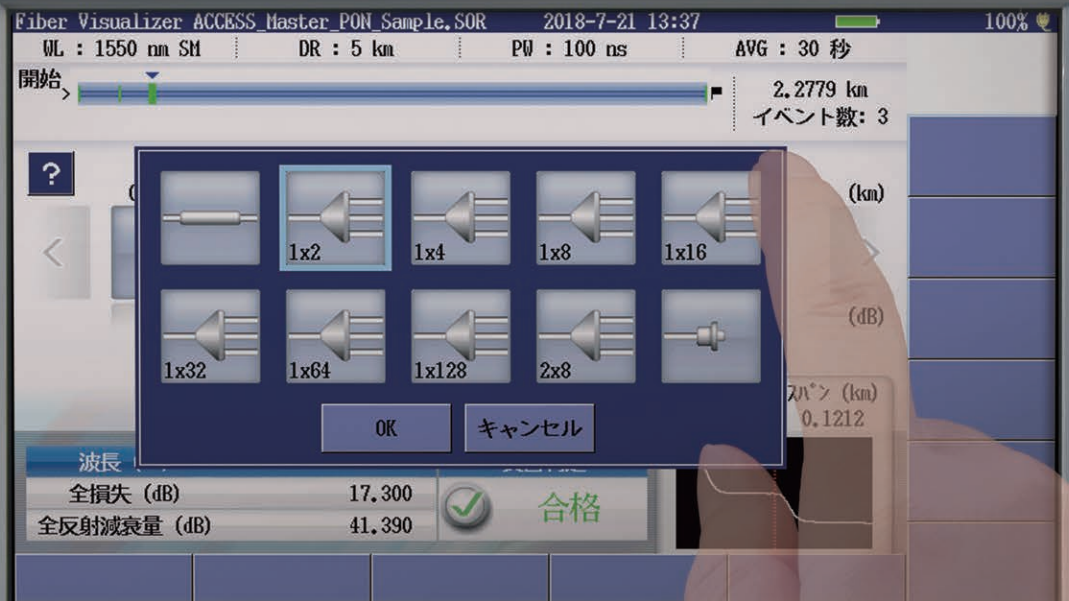 Fiber Visualizer ACCESS_Master_PON_Sample.SOR 2018-7-21 13:37 100%
WL : 1550 nm SM DR : 5 km PW : 100 ns AVG : 30 秒
開始
2.2779 km
イベント数: 3
?
(km)
1x2 1x4 1x8 1x16
(dB)
1x32 1x64 1x128 2x8
スパン (km)
0.1212
OK キャンセル
波長
全損失 (dB) 17.300
合格
全反射減衰量 (dB) 41.390